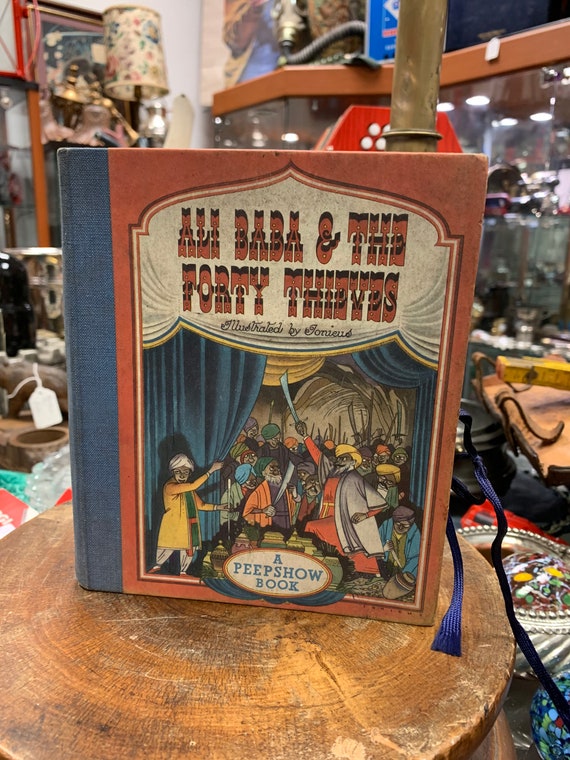 ALI BABA & THE
FORTY THIEVES
Illustrated by Ionicus
A
PEEPSHOW
BOOK